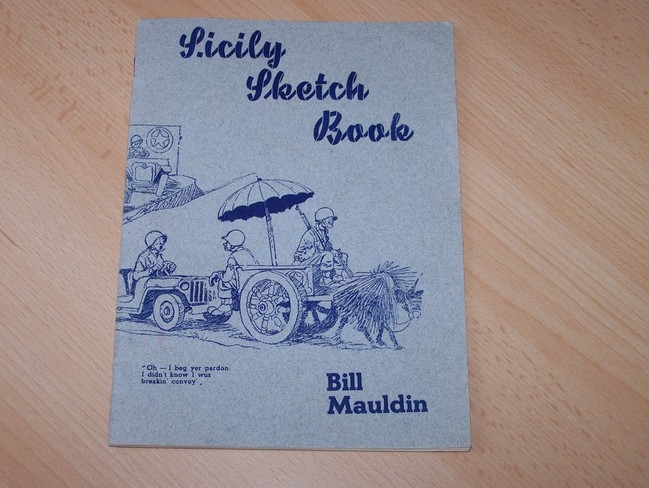 Sicily
Sketch
Book
"Oh — I beg yer pardon.
I didn't know I wus
breakin' convoy.
Bill
Mauldin